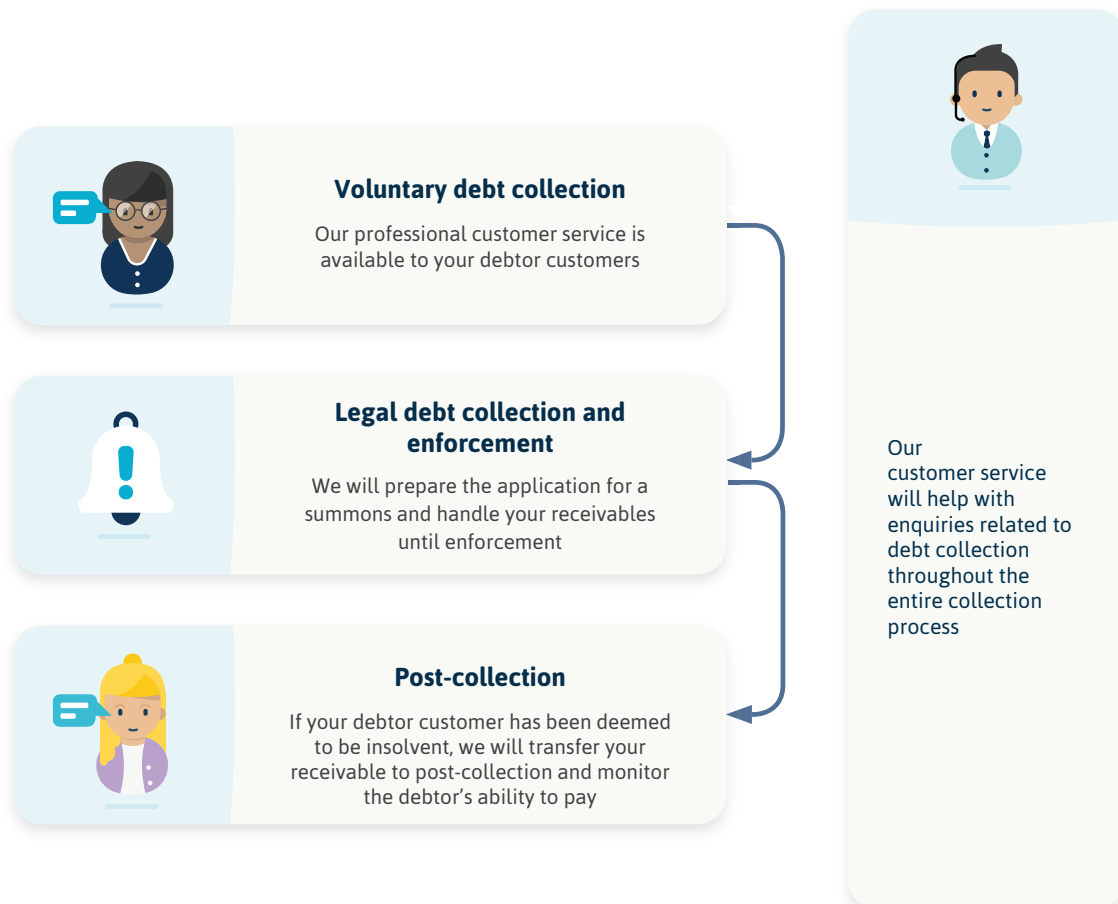 Voluntary debt collection
Our professional customer service is
available to your debtor customers
Legal debt collection and
enforcement
We will prepare the application for a
summons and handle your receivables
until enforcement
Post-collection
If your debtor customer has been deemed
to be insolvent, we will transfer your
receivable to post-collection and monitor
the debtor’s ability to pay
Our
customer service
will help with
enquiries related to
debt collection
throughout the
entire collection
process